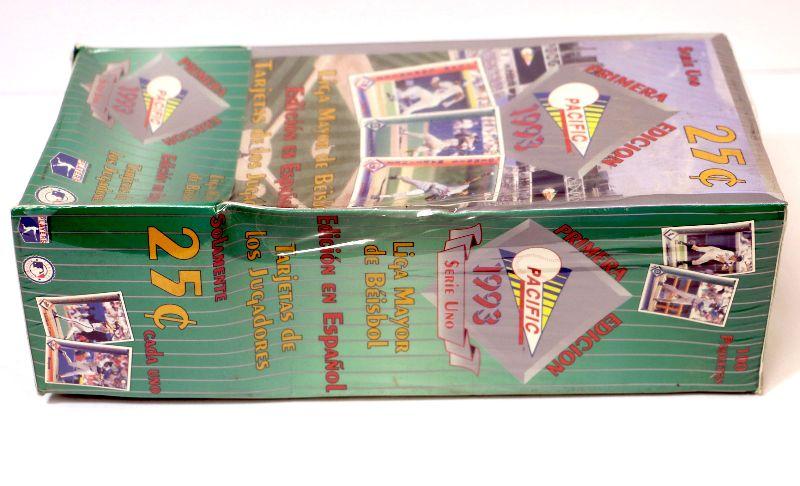 PRIMERA
EDICION
PACIFIC
1993
Serie Uno
25¢
LIGA MAYOR DE BÉISBOL
EDICIÓN EN ESPAÑOL
TARJETAS DE LOS
PRIMERA
EDICION
1993
PRIMERA
EDICION
PACIFIC
1993
SERIE UNO
LIGA MAYOR
DE BÉISBOL
EDICIÓN EN ESPAÑOL
TARJETAS DE
LOS JUGADORES
SOLAMENTE
25¢
CADA UNO
100